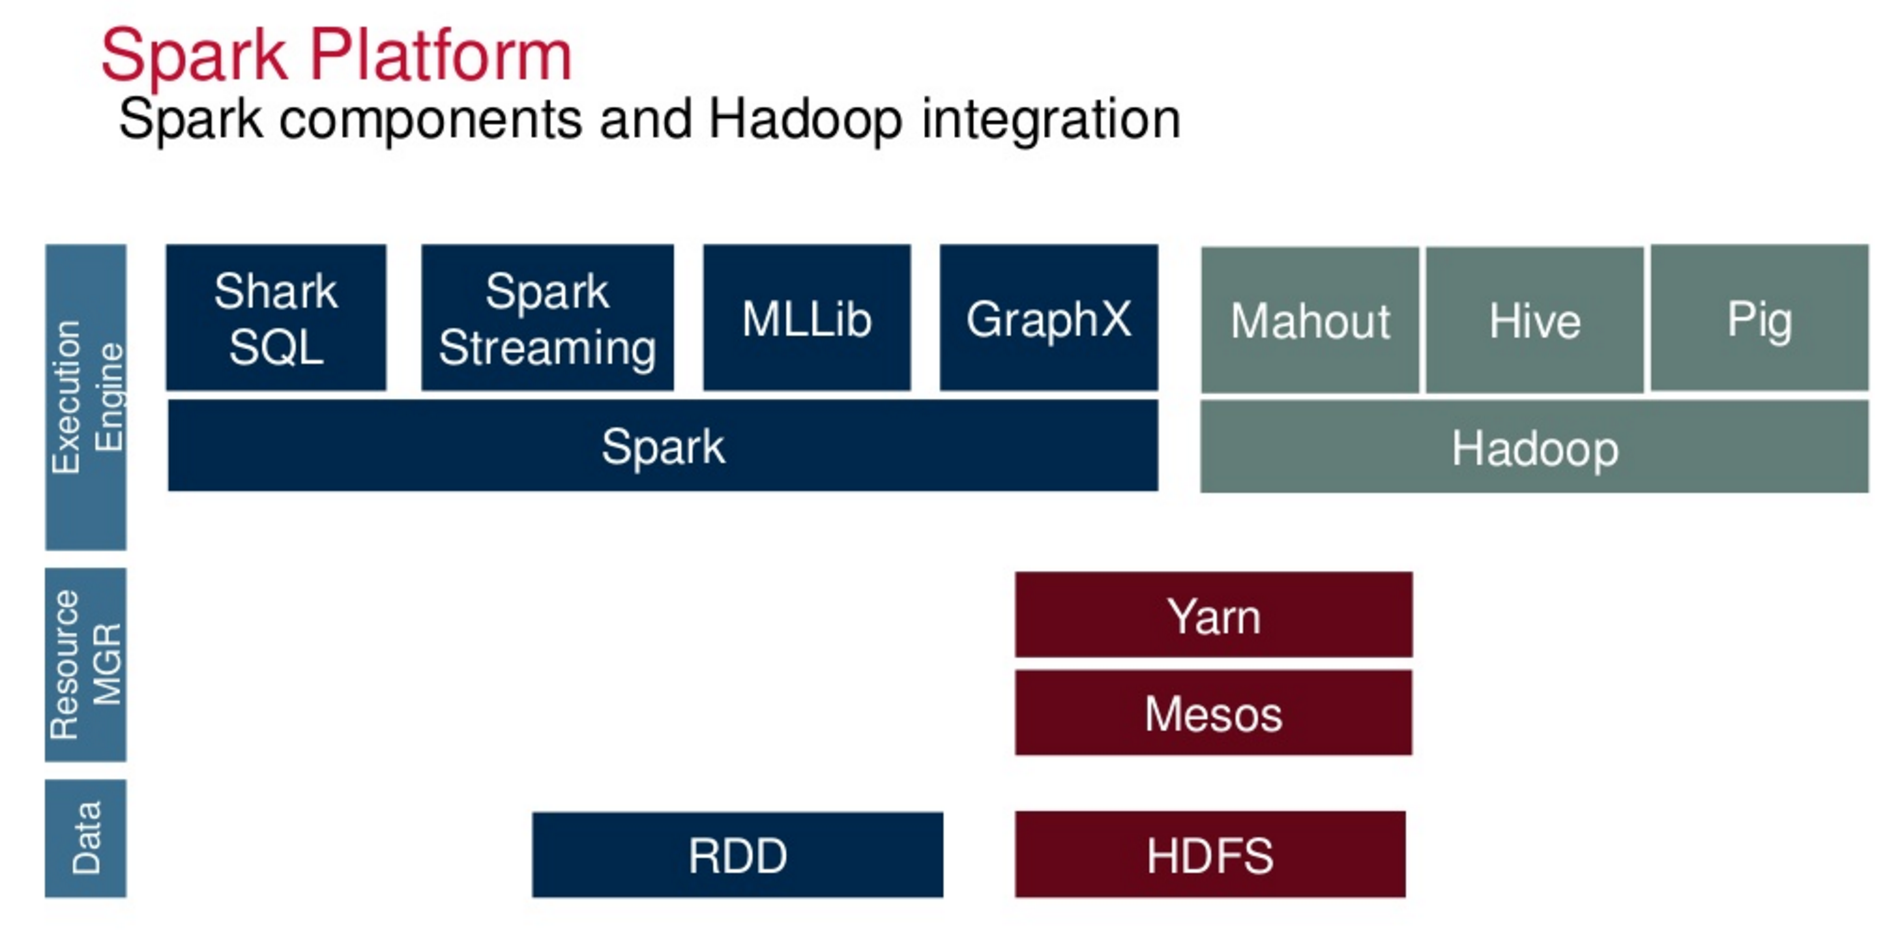 Spark Platform
Spark components and Hadoop integration
Execution
Engine
Shark
SQL
Spark
Streaming
MLLib
GraphX
Mahout
Hive
Pig
Spark
Hadoop
Resource
MGR
Yarn
Mesos
Data
RDD
HDFS